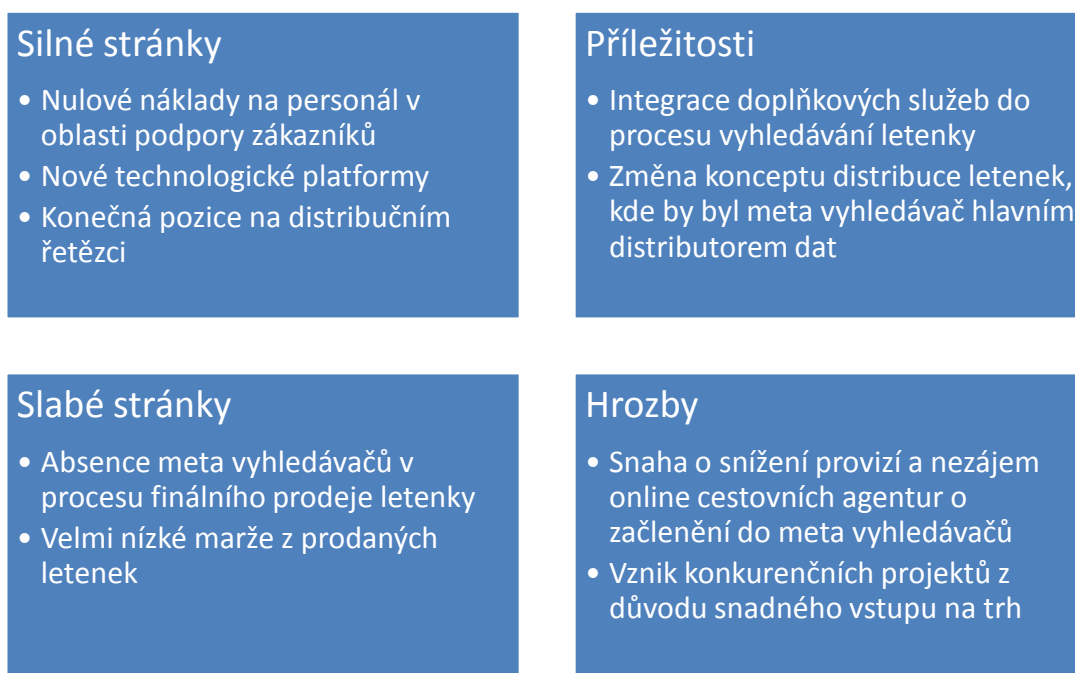 Silné stránky
• Nulové náklady na personál v
oblasti podpory zákazníků
• Nové technologické platformy
• Konečná pozice na distribučním
řetězci
Příležitosti
• Integrace doplňkových služeb do
procesu vyhledávání letenky
• Změna konceptu distribuce letenek,
kde by byl meta vyhledávač hlavním
distributorem dat
Slabé stránky
• Absence meta vyhledávačů v
procesu finálního prodeje letenky
• Velmi nízké marže z prodaných
letenek
Hrozby
• Snaha o snížení provizí a nezájem
online cestovních agentur o
začlenění do meta vyhledávačů
• Vznik konkurenčních projektů z
důvodu snadného vstupu na trh